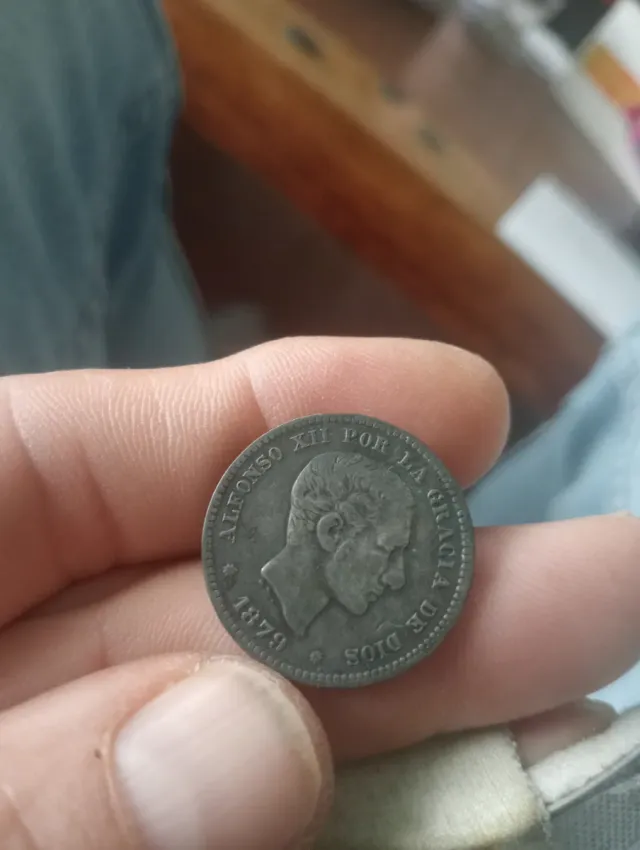 ALFONSO XII POR LA GRACIA DE DIOS
1879